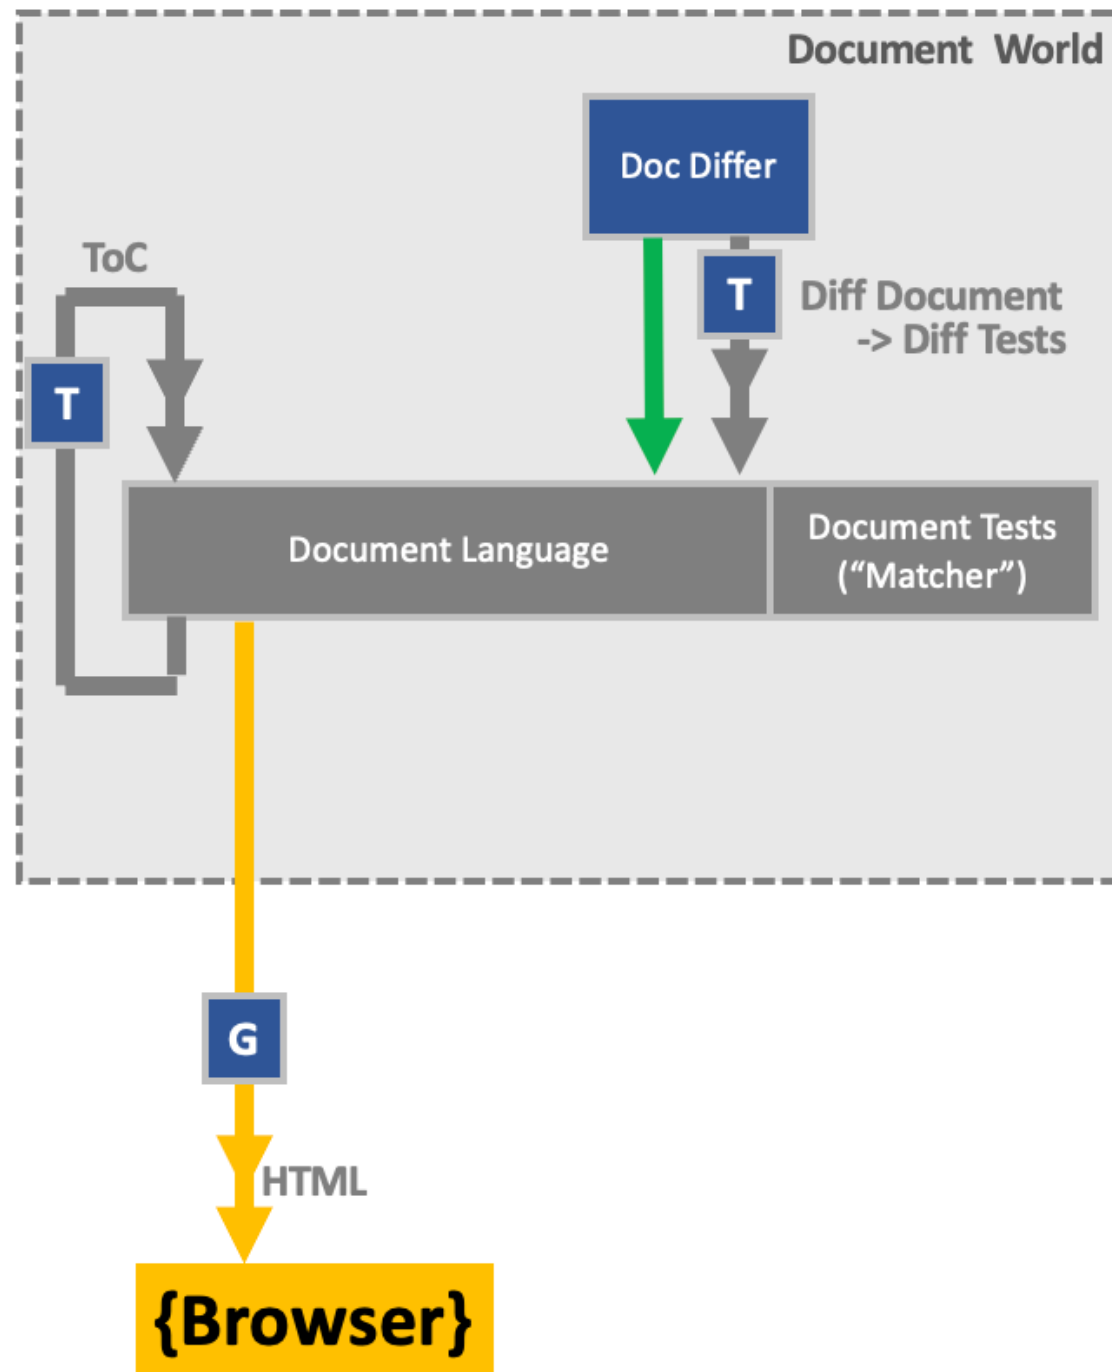 Document World
Doc Differ
ToC
T
Diff Document
-> Diff Tests
T
Document Language
Document Tests
(“Matcher”)
G
HTML
{Browser}